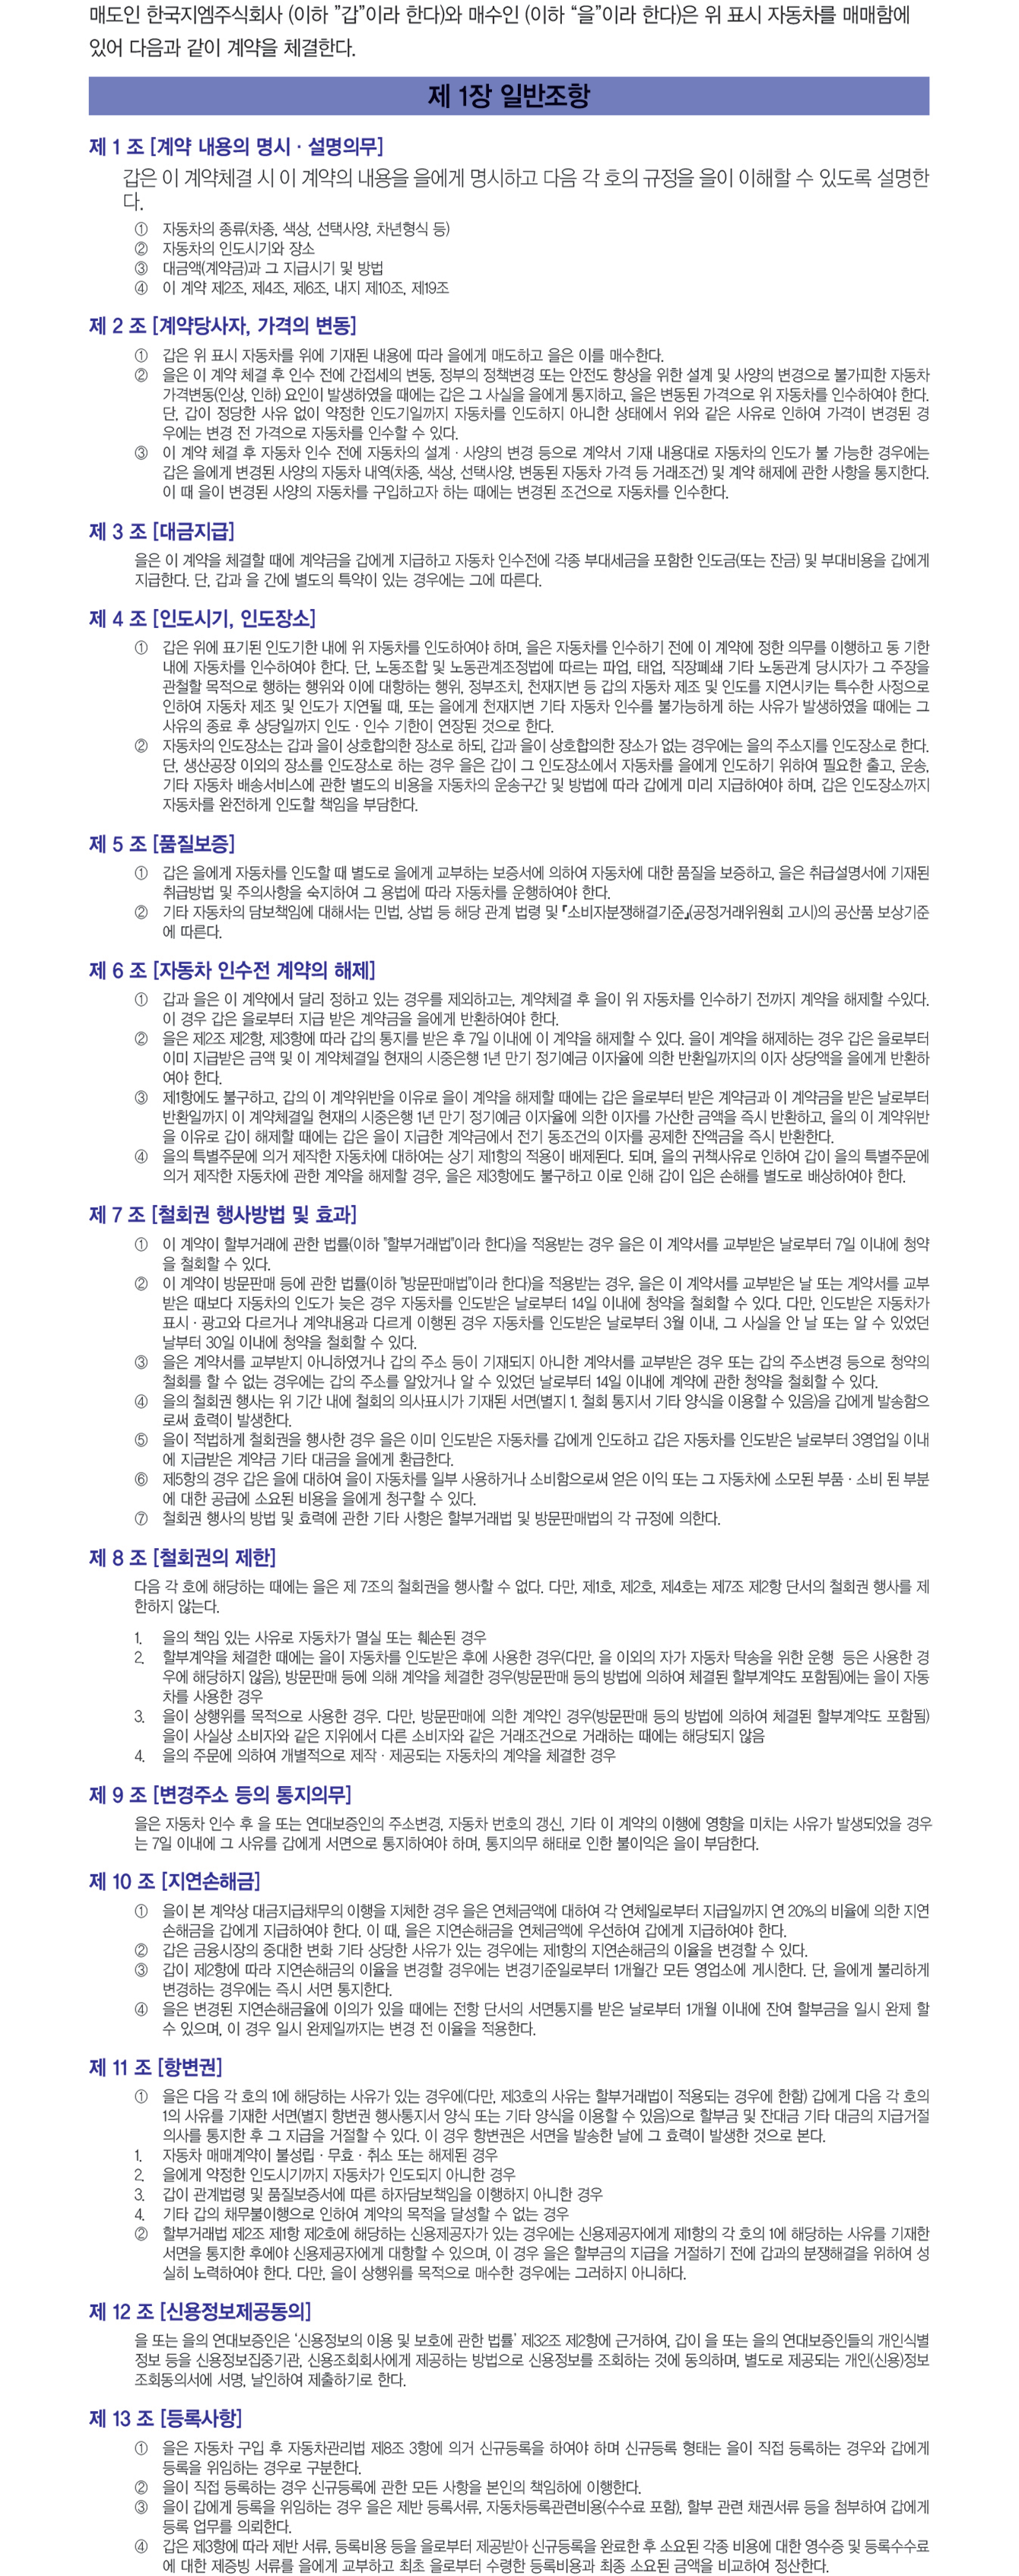 매도인 한국지엠주식회사 (이하 "갑"이라 한다)와 매수인 (이하 “을”이라 한다)은 위 표시 자동차를 매매함에
있어 다음과 같이 계약을 체결한다.
제 1장 일반조항
제 1 조 [계약 내용의 명시 · 설명의무]
갑은 이 계약체결 시 이 계약의 내용을 을에게 명시하고 다음 각 호의 규정을 을이 이해할 수 있도록 설명한
다.
① 자동차의 종류(차종, 색상, 선택사양, 차년형식 등)
② 자동차의 인도시기와 장소
③ 대금액(계약금)과 그 지급시기 및 방법
④ 이 계약 제2조, 제4조, 제6조, 내지 제10조, 제19조
제 2 조 [계약당사자, 가격의 변동]
① 갑은 위 표시 자동차를 위에 기재된 내용에 따라 을에게 매도하고 을은 이를 매수한다.
② 을은 이 계약 체결 후 인수 전에 간접세의 변동, 정부의 정책변경 또는 안전도 향상을 위한 설계 및 사양의 변경으로 불가피한 자동차
가격변동(인상, 인하) 요인이 발생하였을 때에는 갑은 그 사실을 을에게 통지하고, 을은 변동된 가격으로 위 자동차를 인수하여야 한다.
단, 갑이 정당한 사유 없이 약정한 인도기일까지 자동차를 인도하지 아니한 상태에서 위와 같은 사유로 인하여 가격이 변경된 경
우에는 변경 전 가격으로 자동차를 인수할 수 있다.
③ 이 계약 체결 후 자동차 인수 전에 자동차의 설계 · 사양의 변경 등으로 계약서 기재 내용대로 자동차의 인도가 불 가능한 경우에는
갑은 을에게 변경된 사양의 자동차 내역(차종, 색상, 선택사양, 변동된 자동차 가격 등 거래조건) 및 계약 해제에 관한 사항을 통지한다.
이 때 을이 변경된 사양의 자동차를 구입하고자 하는 때에는 변경된 조건으로 자동차를 인수한다.
제 3 조 [대금지급]
을은 이 계약을 체결할 때에 계약금을 갑에게 지급하고 자동차 인수전에 각종 부대세금을 포함한 인도금(또는 잔금) 및 부대비용을 갑에게
지급한다. 단, 갑과 을 간에 별도의 특약이 있는 경우에는 그에 따른다.
제 4 조 [인도시기, 인도장소]
① 갑은 위에 표기된 인도기한 내에 위 자동차를 인도하여야 하며, 을은 자동차를 인수하기 전에 이 계약에 정한 의무를 이행하고 동 기한
내에 자동차를 인수하여야 한다. 단, 노동조합 및 노동관계조정법에 따르는 파업, 태업, 직장폐쇄 기타 노동관계 당시자가 그 주장을
관철할 목적으로 행하는 행위와 이에 대항하는 행위, 정부조치, 천재지변 등 갑의 자동차 제조 및 인도를 지연시키는 특수한 사정으로
인하여 자동차 제조 및 인도가 지연될 때, 또는 을에게 천재지변 기타 자동차 인수를 불가능하게 하는 사유가 발생하였을 때에는 그
사유의 종료 후 상당일까지 인도 · 인수 기한이 연장된 것으로 한다.
② 자동차의 인도장소는 갑과 을이 상호합의한 장소로 하되, 갑과 을이 상호합의한 장소가 없는 경우에는 을의 주소지를 인도장소로 한다.
단, 생산공장 이외의 장소를 인도장소로 하는 경우 을은 갑이 그 인도장소에서 자동차를 을에게 인도하기 위하여 필요한 출고, 운송,
기타 자동차 배송서비스에 관한 별도의 비용을 자동차의 운송구간 및 방법에 따라 갑에게 미리 지급하여야 하며, 갑은 인도장소까지
자동차를 완전하게 인도할 책임을 부담한다.
제 5 조 [품질보증]
① 갑은 을에게 자동차를 인도할 때 별도로 을에게 교부하는 보증서에 의하여 자동차에 대한 품질을 보증하고, 을은 취급설명서에 기재된
취급방법 및 주의사항을 숙지하여 그 용법에 따라 자동차를 운행하여야 한다.
② 기타 자동차의 담보책임에 대해서는 민법, 상법 등 해당 관계 법령 및『소비자분쟁해결기준』(공정거래위원회 고시)의 공산품 보상기준
에 따른다.
제 6 조 [자동차 인수전 계약의 해제]
① 갑과 을은 이 계약에서 달리 정하고 있는 경우를 제외하고는, 계약체결 후 을이 위 자동차를 인수하기 전까지 계약을 해제할 수있다.
이 경우 갑은 을로부터 지급 받은 계약금을 을에게 반환하여야 한다.
② 을은 제2조 제2항, 제3항에 따라 갑의 통지를 받은 후 7일 이내에 이 계약을 해제할 수 있다. 을이 계약을 해제하는 경우 갑은 을로부터
이미 지급받은 금액 및 이 계약체결일 현재의 시중은행 1년 만기 정기예금 이자율에 의한 반환일까지의 이자 상당액을 을에게 반환하
여야 한다.
③ 제1항에도 불구하고, 갑의 이 계약위반을 이유로 을이 계약을 해제할 때에는 갑은 을로부터 받은 계약금과 이 계약금을 받은 날로부터
반환일까지 이 계약체결일 현재의 시중은행 1년 만기 정기예금 이자율에 의한 이자를 가산한 금액을 즉시 반환하고, 을의 이 계약위반
을 이유로 갑이 해제할 때에는 갑은 을이 지급한 계약금에서 전기 동조건의 이자를 공제한 잔액금을 즉시 반환한다.
④ 을의 특별주문에 의거 제작한 자동차에 대하여는 상기 제1항의 적용이 배제된다. 되며, 을의 귀책사유로 인하여 갑이 을의 특별주문에
의거 제작한 자동차에 관한 계약을 해제할 경우, 을은 제3항에도 불구하고 이로 인해 갑이 입은 손해를 별도로 배상하여야 한다.
제 7 조 [철회권 행사방법 및 효과]
① 이 계약이 할부거래에 관한 법률(이하 "할부거래법"이라 한다)을 적용받는 경우 을은 이 계약서를 교부받은 날로부터 7일 이내에 청약
을 철회할 수 있다.
② 이 계약이 방문판매 등에 관한 법률(이하 "방문판매법"이라 한다)을 적용받는 경우, 을은 이 계약서를 교부받은 날 또는 계약서를 교부
받은 때보다 자동차의 인도가 늦은 경우 자동차를 인도받은 날로부터 14일 이내에 청약을 철회할 수 있다. 다만, 인도받은 자동차가
표시 · 광고와 다르거나 계약내용과 다르게 이행된 경우 자동차를 인도받은 날로부터 3월 이내, 그 사실을 안 날 또는 알 수 있었던
날부터 30일 이내에 청약을 철회할 수 있다.
③ 을은 계약서를 교부받지 아니하였거나 갑의 주소 등이 기재되지 아니한 계약서를 교부받은 경우 또는 갑의 주소변경 등으로 청약의
철회를 할 수 없는 경우에는 갑의 주소를 알았거나 알 수 있었던 날로부터 14일 이내에 계약에 관한 청약을 철회할 수 있다.
④ 을의 철회권 행사는 위 기간 내에 철회의 의사표시가 기재된 서면(별지 1. 철회 통지서 기타 양식을 이용할 수 있음)을 갑에게 발송함으
로써 효력이 발생한다.
⑤ 을이 적법하게 철회권을 행사한 경우 을은 이미 인도받은 자동차를 갑에게 인도하고 갑은 자동차를 인도받은 날로부터 3영업일 이내
에 지급받은 계약금 기타 대금을 을에게 환급한다.
⑥ 제5항의 경우 갑은 을에 대하여 을이 자동차를 일부 사용하거나 소비함으로써 얻은 이익 또는 그 자동차에 소모된 부품 · 소비 된 부분
에 대한 공급에 소요된 비용을 을에게 청구할 수 있다.
⑦ 철회권 행사의 방법 및 효력에 관한 기타 사항은 할부거래법 및 방문판매법의 각 규정에 의한다.
제 8 조 [철회권의 제한]
다음 각 호에 해당하는 때에는 을은 제 7조의 철회권을 행사할 수 없다. 다만, 제1호, 제2호, 제4호는 제7조 제2항 단서의 철회권 행사를 제
한하지 않는다.
1. 을의 책임 있는 사유로 자동차가 멸실 또는 훼손된 경우
2. 할부계약을 체결한 때에는 을이 자동차를 인도받은 후에 사용한 경우(다만, 을 이외의 자가 자동차 탁송을 위한 운행 등은 사용한 경
우에 해당하지 않음), 방문판매 등에 의해 계약을 체결한 경우(방문판매 등의 방법에 의하여 체결된 할부계약도 포함됨)에는 을이 자동
차를 사용한 경우
3. 을이 상행위를 목적으로 사용한 경우. 다만, 방문판매에 의한 계약인 경우(방문판매 등의 방법에 의하여 체결된 할부계약도 포함됨)
을이 사실상 소비자와 같은 지위에서 다른 소비자와 같은 거래조건으로 거래하는 때에는 해당되지 않음
4. 을의 주문에 의하여 개별적으로 제작 · 제공되는 자동차의 계약을 체결한 경우
제 9 조 [변경주소 등의 통지의무]
을은 자동차 인수 후 을 또는 연대보증인의 주소변경, 자동차 번호의 갱신, 기타 이 계약의 이행에 영향을 미치는 사유가 발생되었을 경우
는 7일 이내에 그 사유를 갑에게 서면으로 통지하여야 하며, 통지의무 해태로 인한 불이익은 을이 부담한다.
제 10 조 [지연손해금]
① 을이 본 계약상 대금지급채무의 이행을 지체한 경우 을은 연체금액에 대하여 각 연체일로부터 지급일까지 연 20%의 비율에 의한 지연
손해금을 갑에게 지급하여야 한다. 이 때, 을은 지연손해금을 연체금액에 우선하여 갑에게 지급하여야 한다.
② 갑은 금융시장의 중대한 변화 기타 상당한 사유가 있는 경우에는 제1항의 지연손해금의 이율을 변경할 수 있다.
③ 갑이 제2항에 따라 지연손해금의 이율을 변경할 경우에는 변경기준일로부터 1개월간 모든 영업소에 게시한다. 단, 을에게 불리하게
변경하는 경우에는 즉시 서면 통지한다.
④ 을은 변경된 지연손해금율에 이의가 있을 때에는 전항 단서의 서면통지를 받은 날로부터 1개월 이내에 잔여 할부금을 일시 완제 할
수 있으며, 이 경우 일시 완제일까지는 변경 전 이율을 적용한다.
제 11 조 [항변권]
① 을은 다음 각 호의 1에 해당하는 사유가 있는 경우에(다만, 제3호의 사유는 할부거래법이 적용되는 경우에 한함) 갑에게 다음 각 호의
1의 사유를 기재한 서면(별지 항변권 행사통지서 양식 또는 기타 양식을 이용할 수 있음)으로 할부금 및 잔대금 기타 대금의 지급거절
의사를 통지한 후 그 지급을 거절할 수 있다. 이 경우 항변권은 서면을 발송한 날에 그 효력이 발생한 것으로 본다.
1. 자동차 매매계약이 불성립 · 무효 · 취소 또는 해제된 경우
2. 을에게 약정한 인도시기까지 자동차가 인도되지 아니한 경우
3. 갑이 관계법령 및 품질보증서에 따른 하자담보책임을 이행하지 아니한 경우
4. 기타 갑의 채무불이행으로 인하여 계약의 목적을 달성할 수 없는 경우
② 할부거래법 제2조 제1항 제2호에 해당하는 신용제공자가 있는 경우에는 신용제공자에게 제1항의 각 호의 1에 해당하는 사유를 기재한
서면을 통지한 후에야 신용제공자에게 대항할 수 있으며, 이 경우 을은 할부금의 지급을 거절하기 전에 갑과의 분쟁해결을 위하여 성
실히 노력하여야 한다. 다만, 을이 상행위를 목적으로 매수한 경우에는 그러하지 아니하다.
제 12 조 [신용정보제공동의]
을 또는 을의 연대보증인은 ‘신용정보의 이용 및 보호에 관한 법률’ 제32조 제2항에 근거하여, 갑이 을 또는 을의 연대보증인들의 개인식별
정보 등을 신용정보집중기관, 신용조회회사에게 제공하는 방법으로 신용정보를 조회하는 것에 동의하며, 별도로 제공되는 개인(신용)정보
조회동의서에 서명, 날인하여 제출하기로 한다.
제 13 조 [등록사항]
① 을은 자동차 구입 후 자동차관리법 제8조 3항에 의거 신규등록을 하여야 하며 신규등록 형태는 을이 직접 등록하는 경우와 갑에게
등록을 위임하는 경우로 구분한다.
② 을이 직접 등록하는 경우 신규등록에 관한 모든 사항을 본인의 책임하에 이행한다.
③ 을이 갑에게 등록을 위임하는 경우 을은 제반 등록서류, 자동차등록관련비용(수수료 포함), 할부 관련 채권서류 등을 첨부하여 갑에게
등록 업무를 의뢰한다.
④ 갑은 제3항에 따라 제반 서류, 등록비용 등을 을로부터 제공받아 신규등록을 완료한 후 소요된 각종 비용에 대한 영수증 및 등록수수료
에 대한 제증빙 서류를 을에게 교부하고 최초 을로부터 수령한 등록비용과 최종 소요된 금액을 비교하여 정산한다.